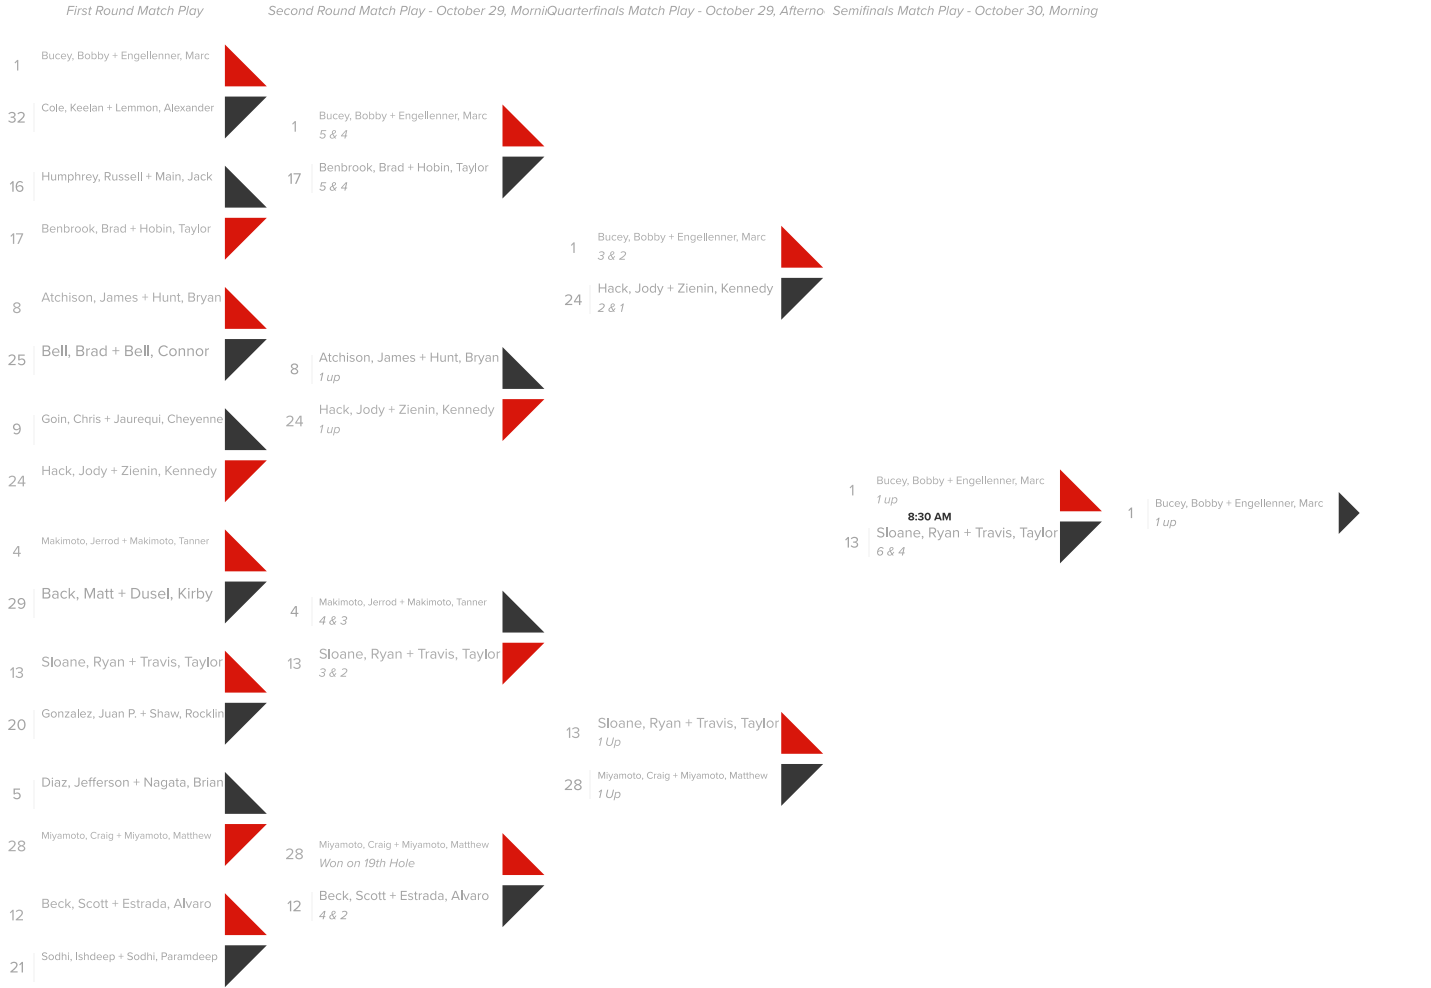 First Round Match Play
Second Round Match Play - October 29, Morni
Quarterfinals Match Play - October 29, Afterno
Semifinals Match Play - October 30, Morning
1 Bucey, Bobby + Engellenner, Marc
32 Cole, Keelan + Lemmon, Alexander
16 Humphrey, Russell + Main, Jack
17 Benbrook, Brad + Hobin, Taylor
8 Atchison, James + Hunt, Bryan
25 Bell, Brad + Bell, Connor
9 Goin, Chris + Jaurequi, Cheyenne
24 Hack, Jody + Zienin, Kennedy
4 Makimoto, Jerrod + Makimoto, Tanner
29 Back, Matt + Dusel, Kirby
13 Sloane, Ryan + Travis, Taylor
20 Gonzalez, Juan P. + Shaw, Rocklin
5 Diaz, Jefferson + Nagata, Brian
28 Miyamoto, Craig + Miyamoto, Matthew
12 Beck, Scott + Estrada, Alvaro
21 Sodhi, Ishdeep + Sodhi, Paramdeep
1 Bucey, Bobby + Engellenner, Marc
5 & 4
17 Benbrook, Brad + Hobin, Taylor
5 & 4
8 Atchison, James + Hunt, Bryan
1 up
24 Hack, Jody + Zienin, Kennedy
1 up
4 Makimoto, Jerrod + Makimoto, Tanner
4 & 3
13 Sloane, Ryan + Travis, Taylor
3 & 2
28 Miyamoto, Craig + Miyamoto, Matthew
Won on 19th Hole
12 Beck, Scott + Estrada, Alvaro
4 & 2
1 Bucey, Bobby + Engellenner, Marc
3 & 2
24 Hack, Jody + Zienin, Kennedy
2 & 1
13 Sloane, Ryan + Travis, Taylor
1 Up
28 Miyamoto, Craig + Miyamoto, Matthew
1 Up
1 Bucey, Bobby + Engellenner, Marc
1 up
8:30 AM
13 Sloane, Ryan + Travis, Taylor
6 & 4
1 Bucey, Bobby + Engellenner, Marc
1 up